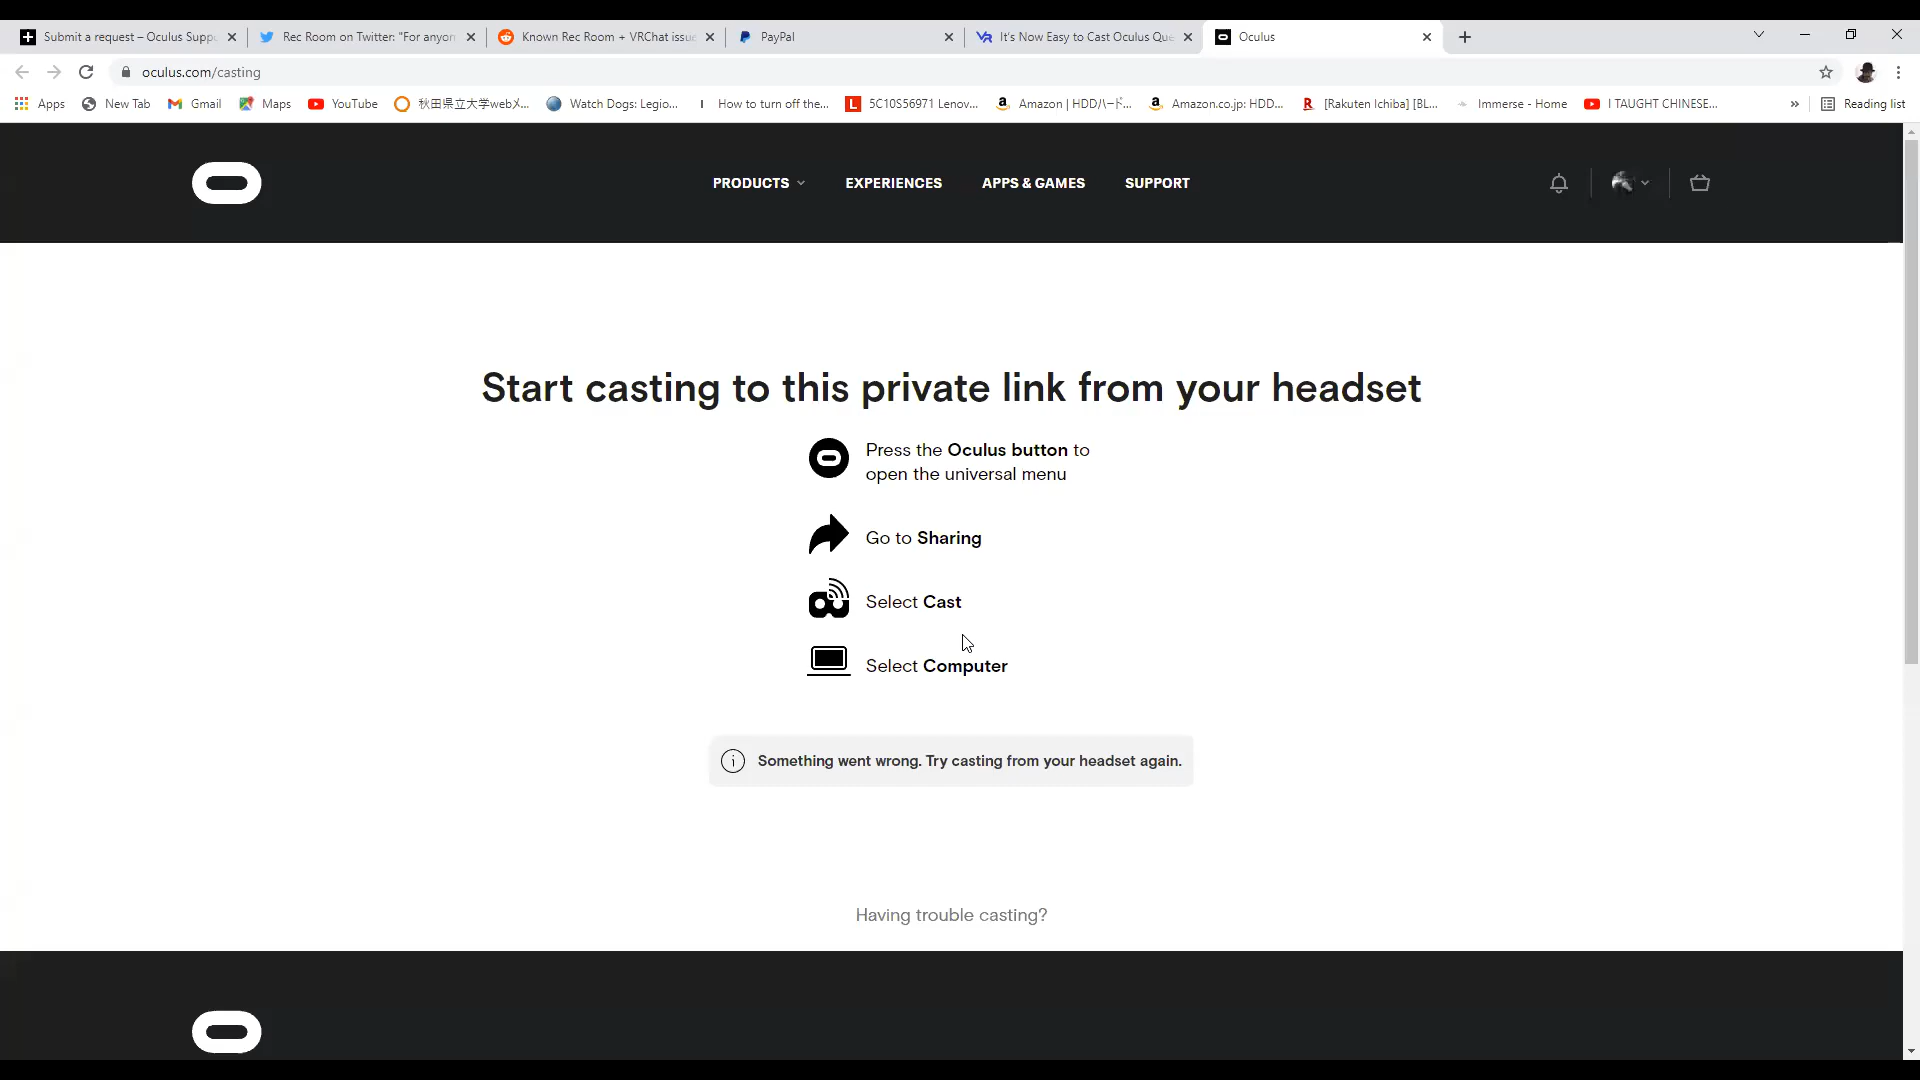 Submit a request – Oculus Suppo
Rec Room on Twitter: "For anyon
Known Rec Room + VRChat issu
PayPal
It's Now Easy to Cast Oculus Que
Oculus
oculus.com/casting
Apps
New Tab
Gmail
Maps
YouTube
秋田県立大学webメ...
Watch Dogs: Legio...
How to turn off the...
5C10S56971 Lenov...
Amazon | HDD/ハード...
Amazon.co.jp: HDD...
[Rakuten Ichiba] [BL...
Immerse - Home
I TAUGHT CHINESE...
»
Reading list
PRODUCTS
EXPERIENCES
APPS & GAMES
SUPPORT
Start casting to this private link from your headset
Press the Oculus button to
open the universal menu
Go to Sharing
Select Cast
Select Computer
Something went wrong. Try casting from your headset again.
Having trouble casting?